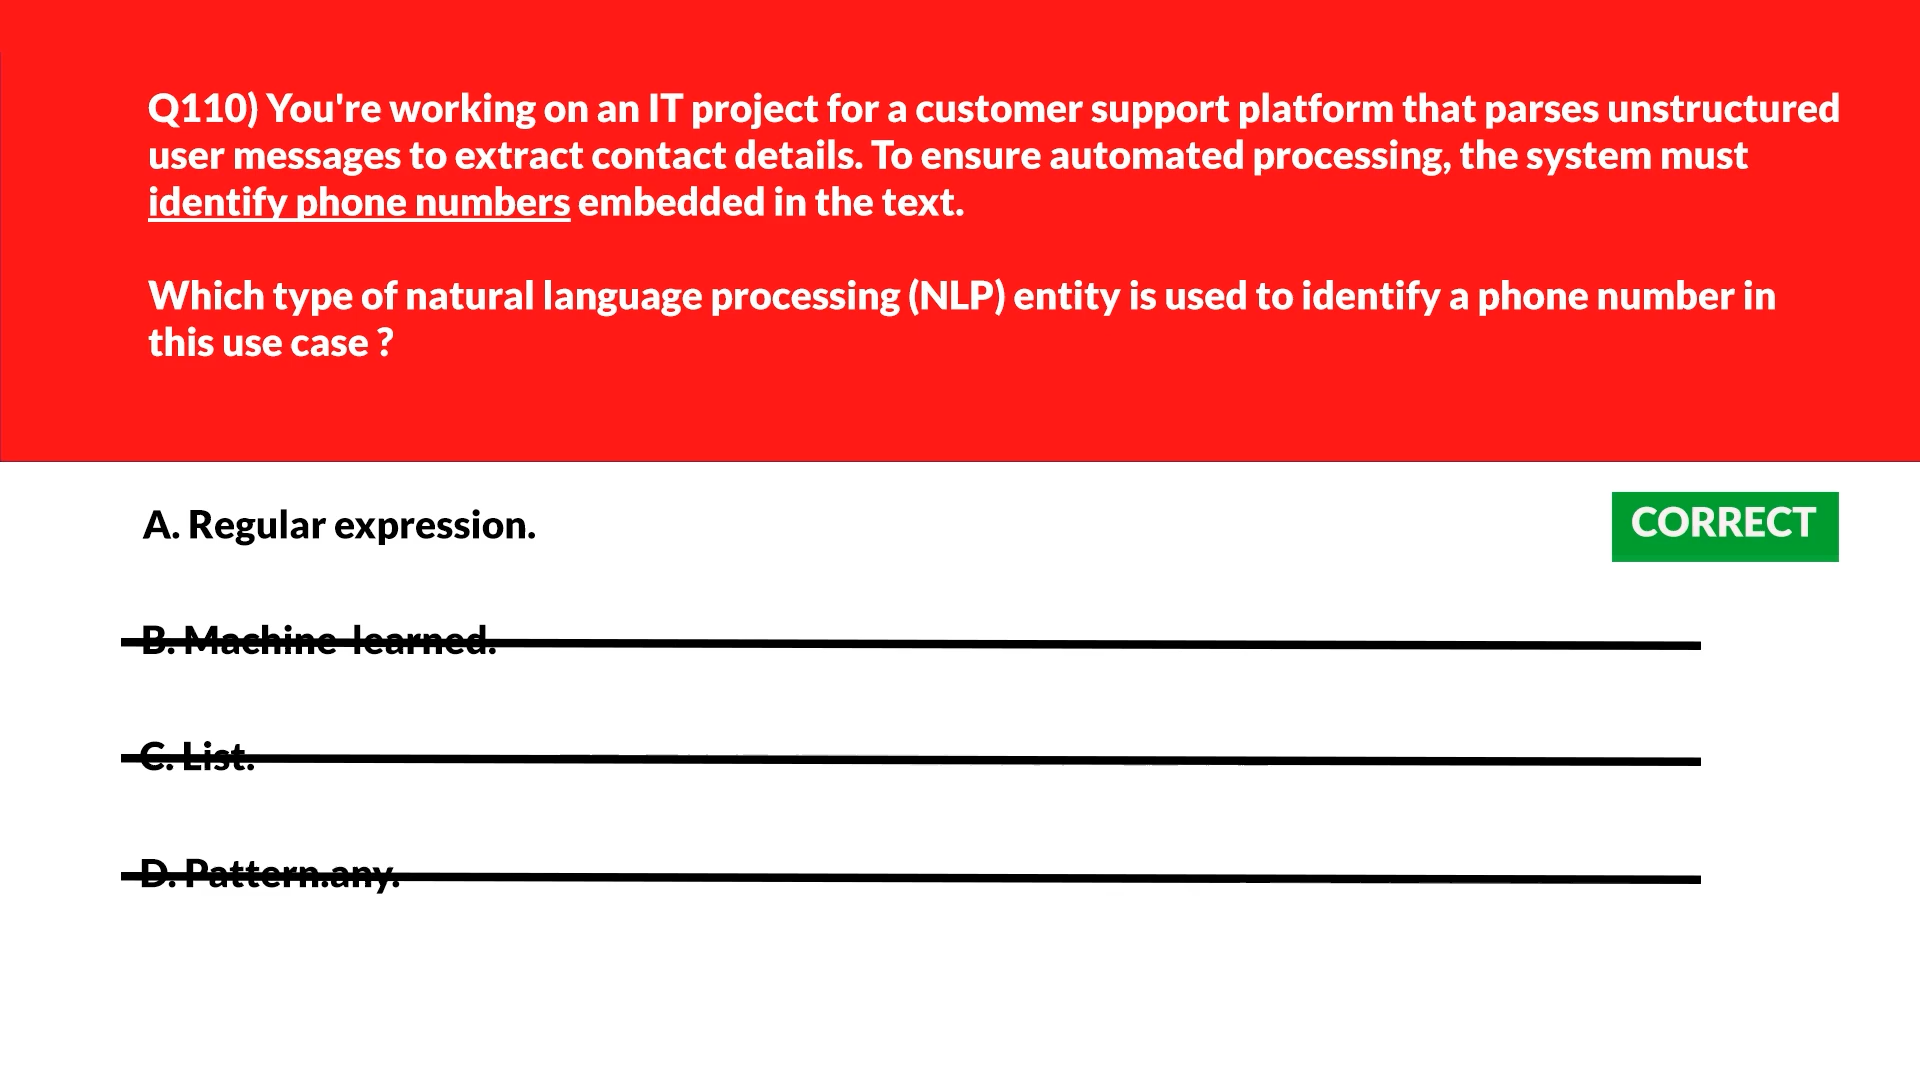 Q110) You're working on an IT project for a customer support platform that parses unstructured
user messages to extract contact details. To ensure automated processing, the system must
identify phone numbers embedded in the text.
Which type of natural language processing (NLP) entity is used to identify a phone number in
this use case ?
A. Regular expression.
CORRECT
B. Machine-learned.
C. List.
D. Pattern.any.